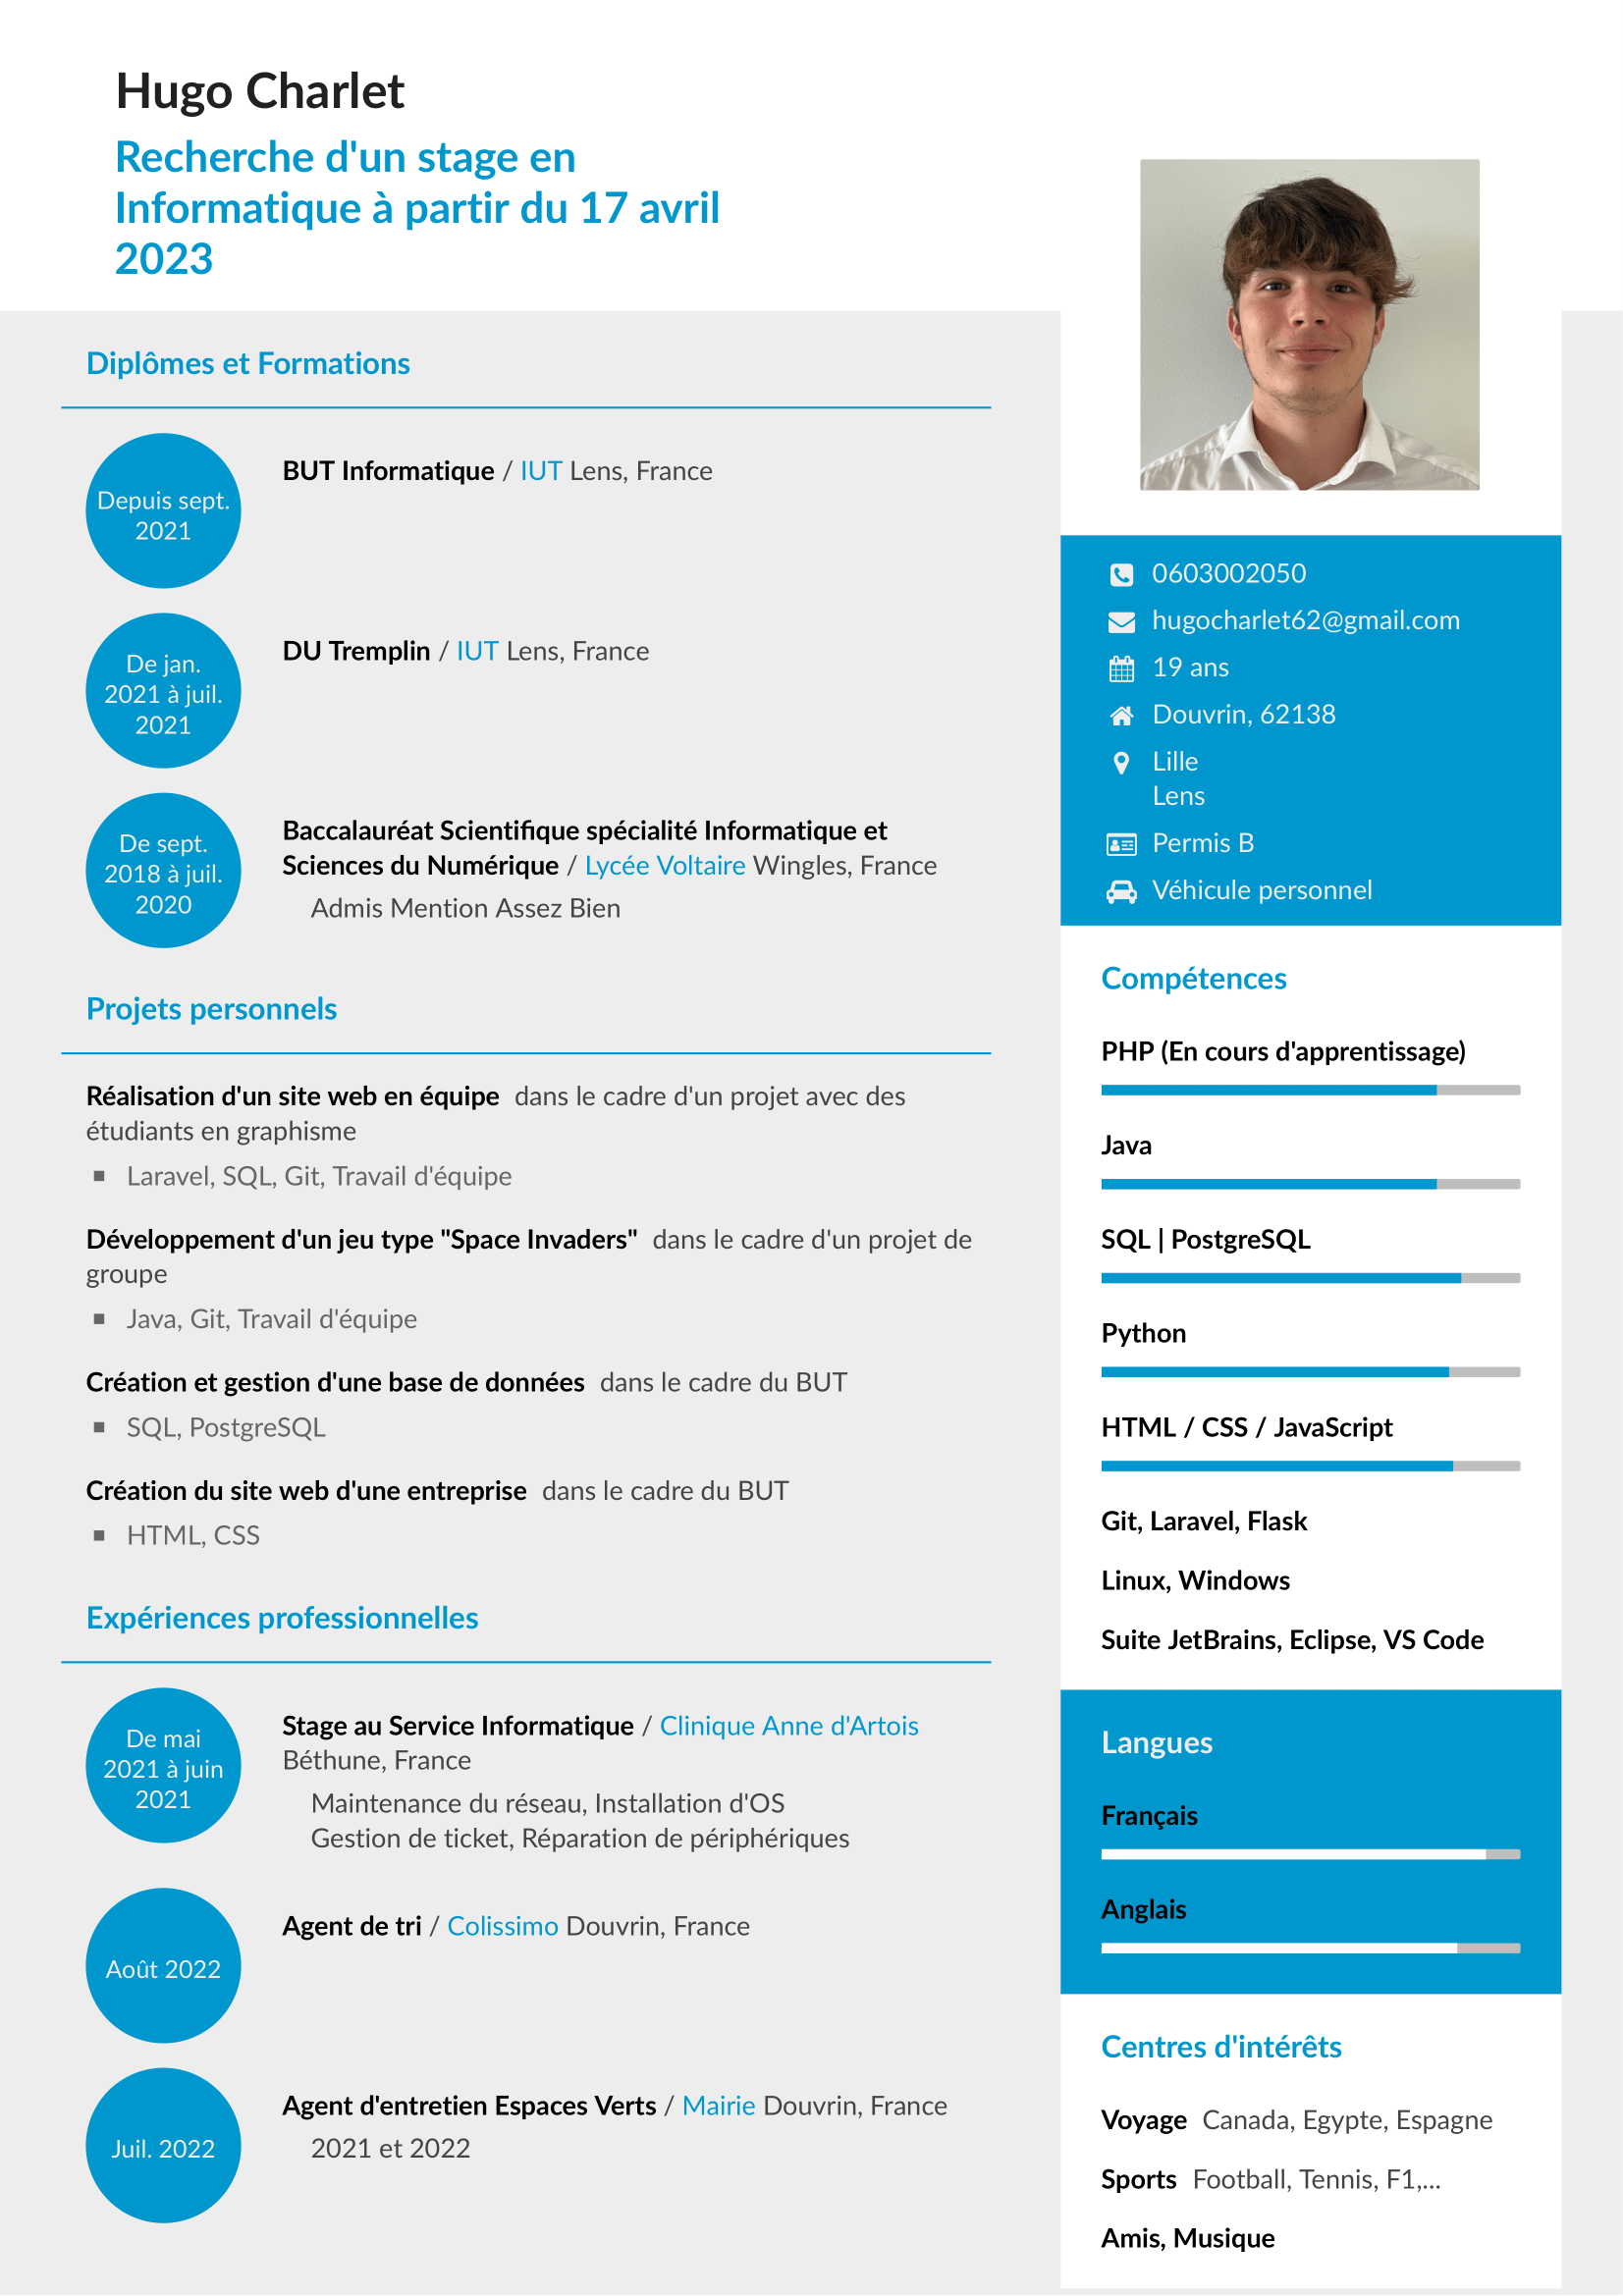 Hugo Charlet
Recherche d'un stage en
Informatique à partir du 17 avril
2023
Diplômes et Formations
Depuis sept.
2021
BUT Informatique / IUT Lens, France
De jan.
2021 à juil.
2021
DU Tremplin / IUT Lens, France
De sept.
2018 à juil.
2020
Baccalauréat Scientifique spécialité Informatique et
Sciences du Numérique / Lycée Voltaire Wingles, France
Admis Mention Assez Bien
Projets personnels
Réalisation d'un site web en équipe dans le cadre d'un projet avec des
étudiants en graphisme
▪ Laravel, SQL, Git, Travail d'équipe
Développement d'un jeu type "Space Invaders" dans le cadre d'un projet de
groupe
▪ Java, Git, Travail d'équipe
Création et gestion d'une base de données dans le cadre du BUT
▪ SQL, PostgreSQL
Création du site web d'une entreprise dans le cadre du BUT
▪ HTML, CSS
Expériences professionnelles
De mai
2021 à juin
2021
Stage au Service Informatique / Clinique Anne d'Artois
Béthune, France
Maintenance du réseau, Installation d'OS
Gestion de ticket, Réparation de périphériques
Août 2022
Agent de tri / Colissimo Douvrin, France
Juil. 2022
Agent d'entretien Espaces Verts / Mairie Douvrin, France
2021 et 2022
0603002050
hugocharlet62@gmail.com
19 ans
Douvrin, 62138
Lille
Lens
Permis B
Véhicule personnel
Compétences
PHP (En cours d'apprentissage)
Java
SQL | PostgreSQL
Python
HTML / CSS / JavaScript
Git, Laravel, Flask
Linux, Windows
Suite JetBrains, Eclipse, VS Code
Langues
Français
Anglais
Centres d'intérêts
Voyage Canada, Egypte, Espagne
Sports Football, Tennis, F1,...
Amis, Musique